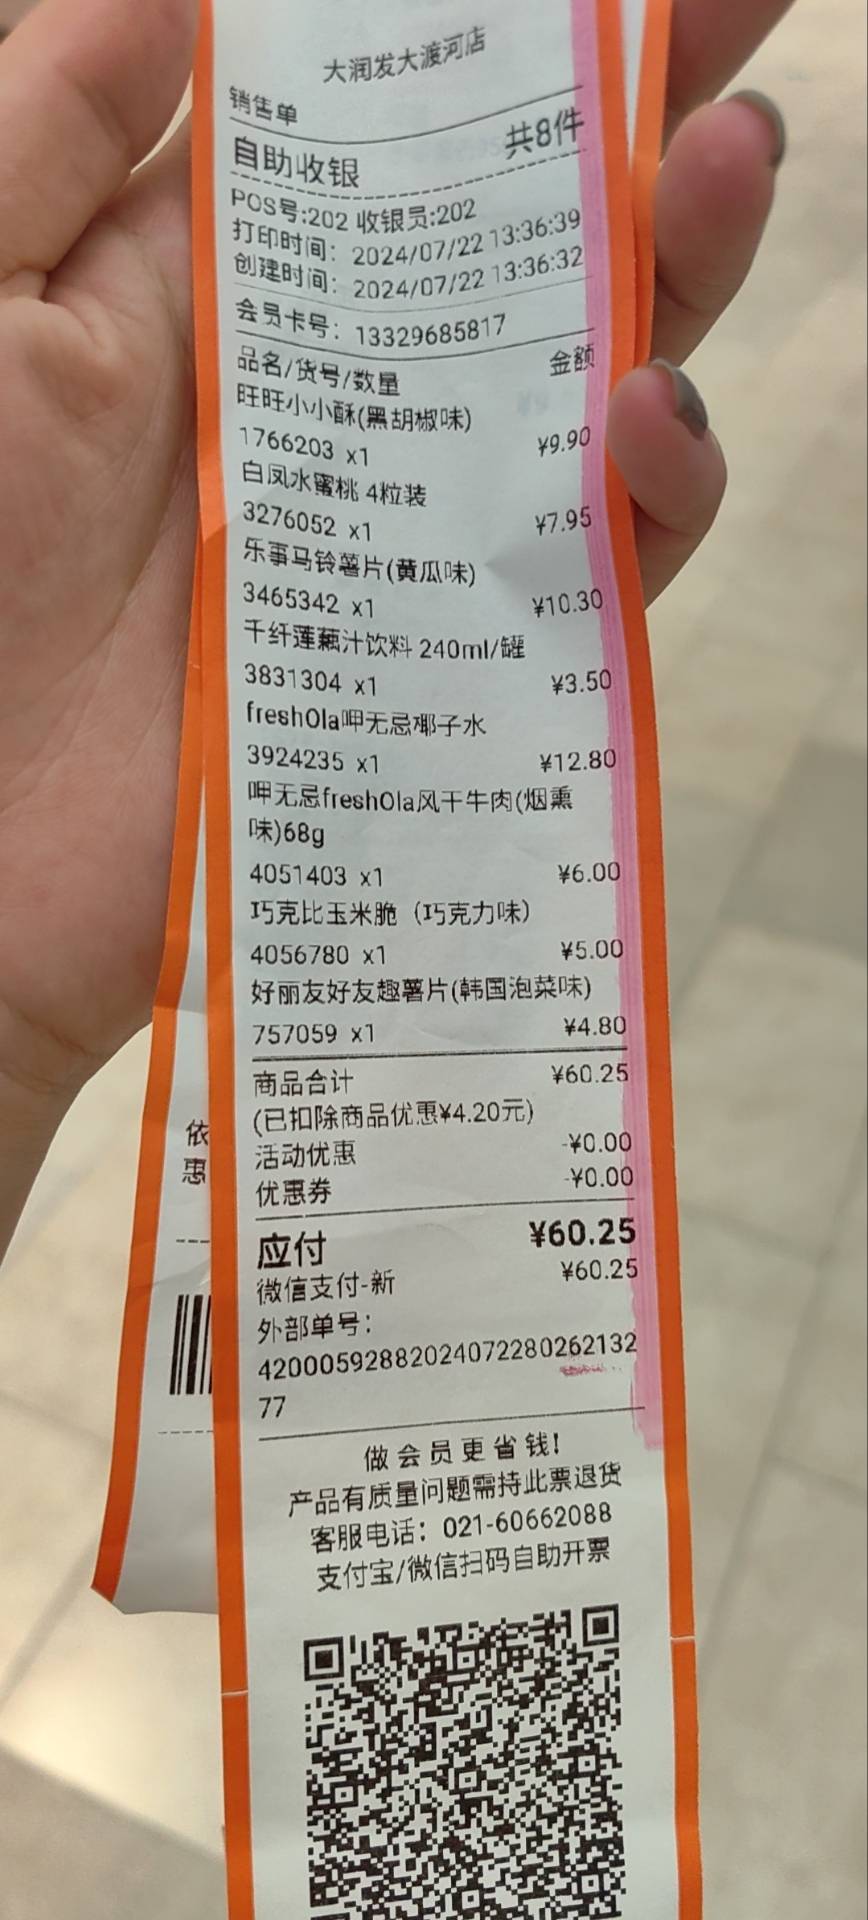 大润发大渡河店
销售单
自助收银 共8件
POS号:202 收银员:202
打印时间： 2024/07/22 13:36:39
创建时间： 2024/07/22 13:36:32
会员卡号： 13329685817
品名/货号/数量 金额
旺旺小小酥(黑胡椒味)
1766203 x1 ¥9.90
白凤水蜜桃 4粒装
3276052 x1 ¥7.95
乐事马铃薯片(黄瓜味)
3465342 x1 ¥10.30
千纤莲藕汁饮料 240ml/罐
3831304 x1 ¥3.50
freshOla呷无忌椰子水
3924235 x1 ¥12.80
呷无忌freshOla风干牛肉(烟熏
味)68g
4051403 x1 ¥6.00
巧克比玉米脆（巧克力味）
4056780 x1 ¥5.00
好丽友好友趣薯片(韩国泡菜味)
757059 x1 ¥4.80
商品合计 ¥60.25
(已扣除商品优惠¥4.20元)
活动优惠 -¥0.00
优惠券 -¥0.00
应付 ¥60.25
微信支付-新 ¥60.25
外部单号：
42000592882024072280262132
77
做会员更省钱！
产品有质量问题需持此票退货
客服电话：021-60662088
支付宝/微信扫码自助开票
依
惠